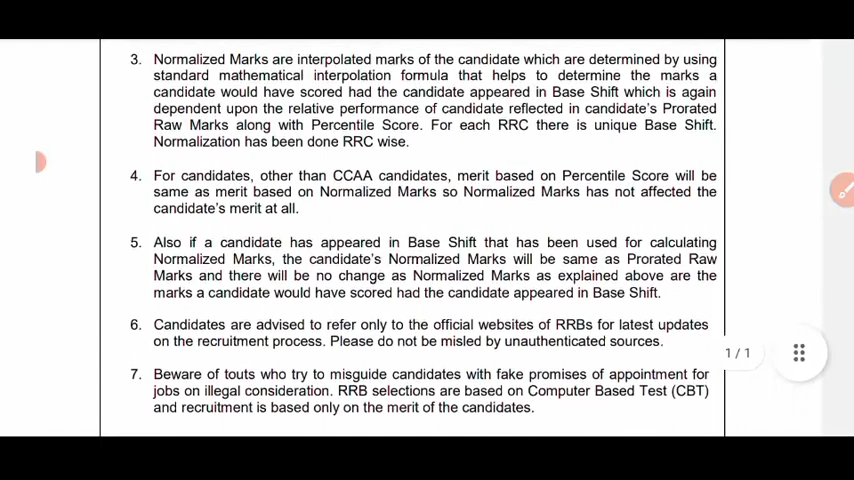 3. Normalized Marks are interpolated marks of the candidate which are determined by using
standard mathematical interpolation formula that helps to determine the marks a
candidate would have scored had the candidate appeared in Base Shift which is again
dependent upon the relative performance of candidate reflected in candidate's Prorated
Raw Marks along with Percentile Score. For each RRC there is unique Base Shift.
Normalization has been done RRC wise.
4. For candidates, other than CCAA candidates, merit based on Percentile Score will be
same as merit based on Normalized Marks so Normalized Marks has not affected the
candidate's merit at all.
5. Also if a candidate has appeared in Base Shift that has been used for calculating
Normalized Marks, the candidate's Normalized Marks will be same as Prorated Raw
Marks and there will be no change as Normalized Marks as explained above are the
marks a candidate would have scored had the candidate appeared in Base Shift.
6. Candidates are advised to refer only to the official websites of RRBs for latest updates
on the recruitment process. Please do not be misled by unauthenticated sources.
1 / 1
7. Beware of touts who try to misguide candidates with fake promises of appointment for
jobs on illegal consideration. RRB selections are based on Computer Based Test (CBT)
and recruitment is based only on the merit of the candidates.